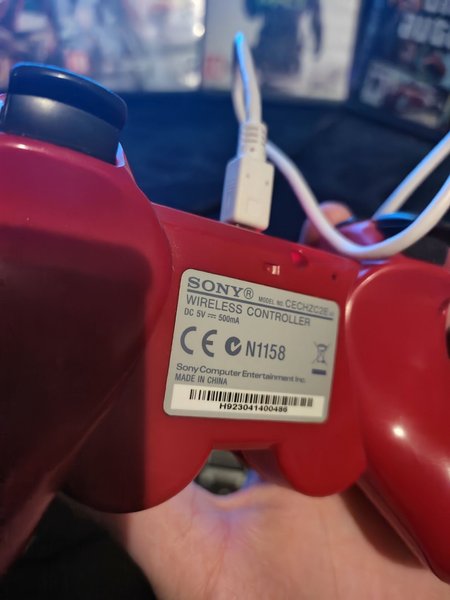 SONY®
MODEL NO. CECHZC2E
WIRELESS CONTROLLER
DC 5V ⎓ 500mA
CE N1158
Sony Computer Entertainment Inc.
MADE IN CHINA
H923041400486